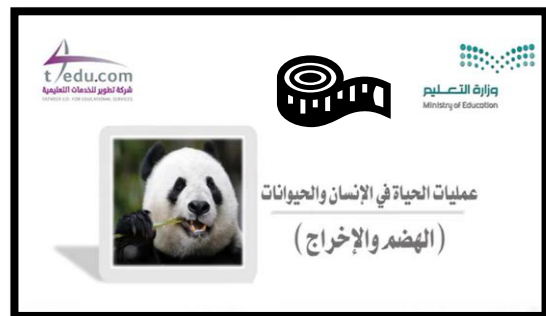 t4edu.com
شركة تطوير للخدمات التعليمية
TATWEER CO. FOR EDUCATIONAL SERVICES
وزارة التعليم
Ministry of Education
عمليات الحياة في الإنسان والحيوانات
(الهضم والإخراج)